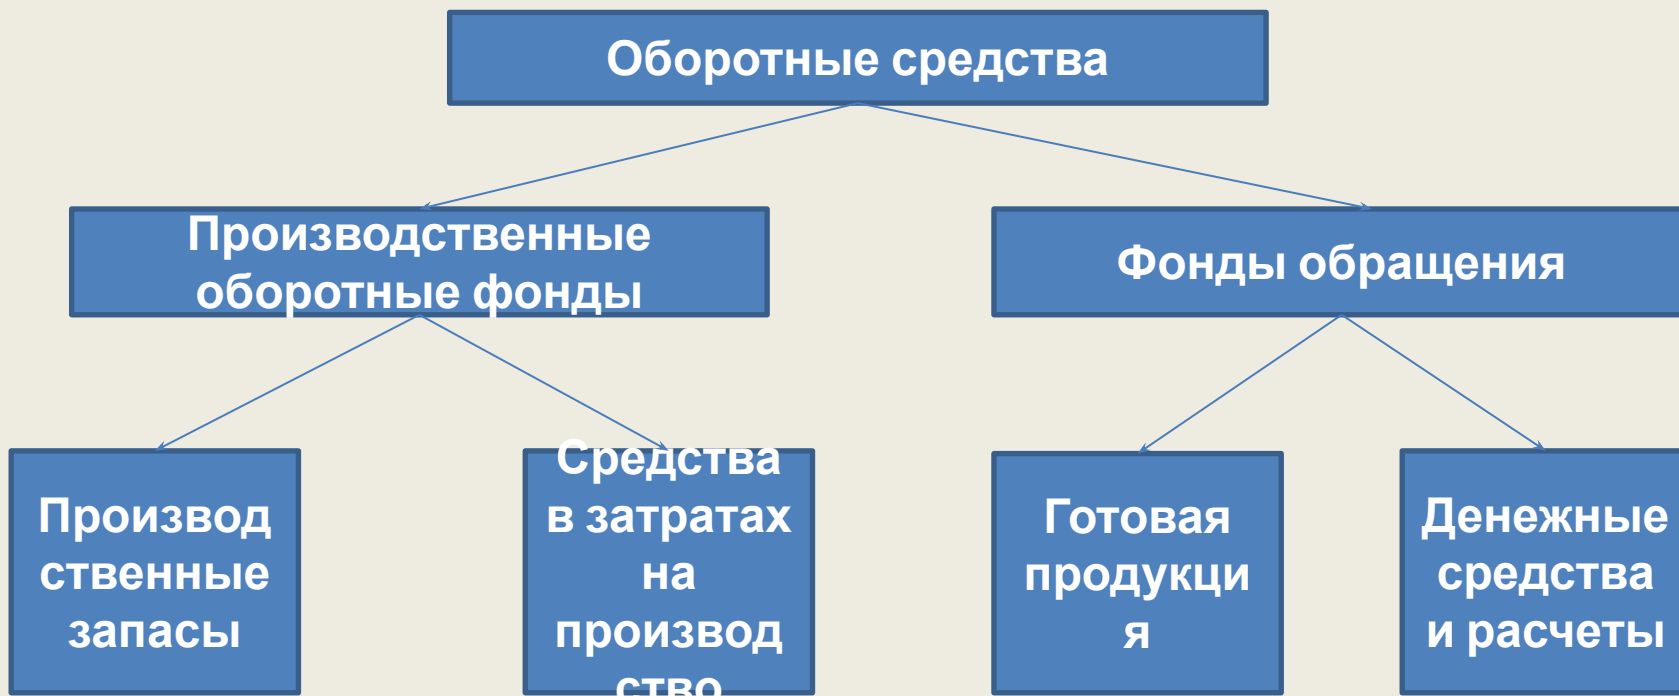 Оборотные средства
Производственные
оборотные фонды
Фонды обращения
Производ
ственные
запасы
Средства
в затратах
на
производ
ство
Готовая
продукци
я
Денежные
средства
и расчеты